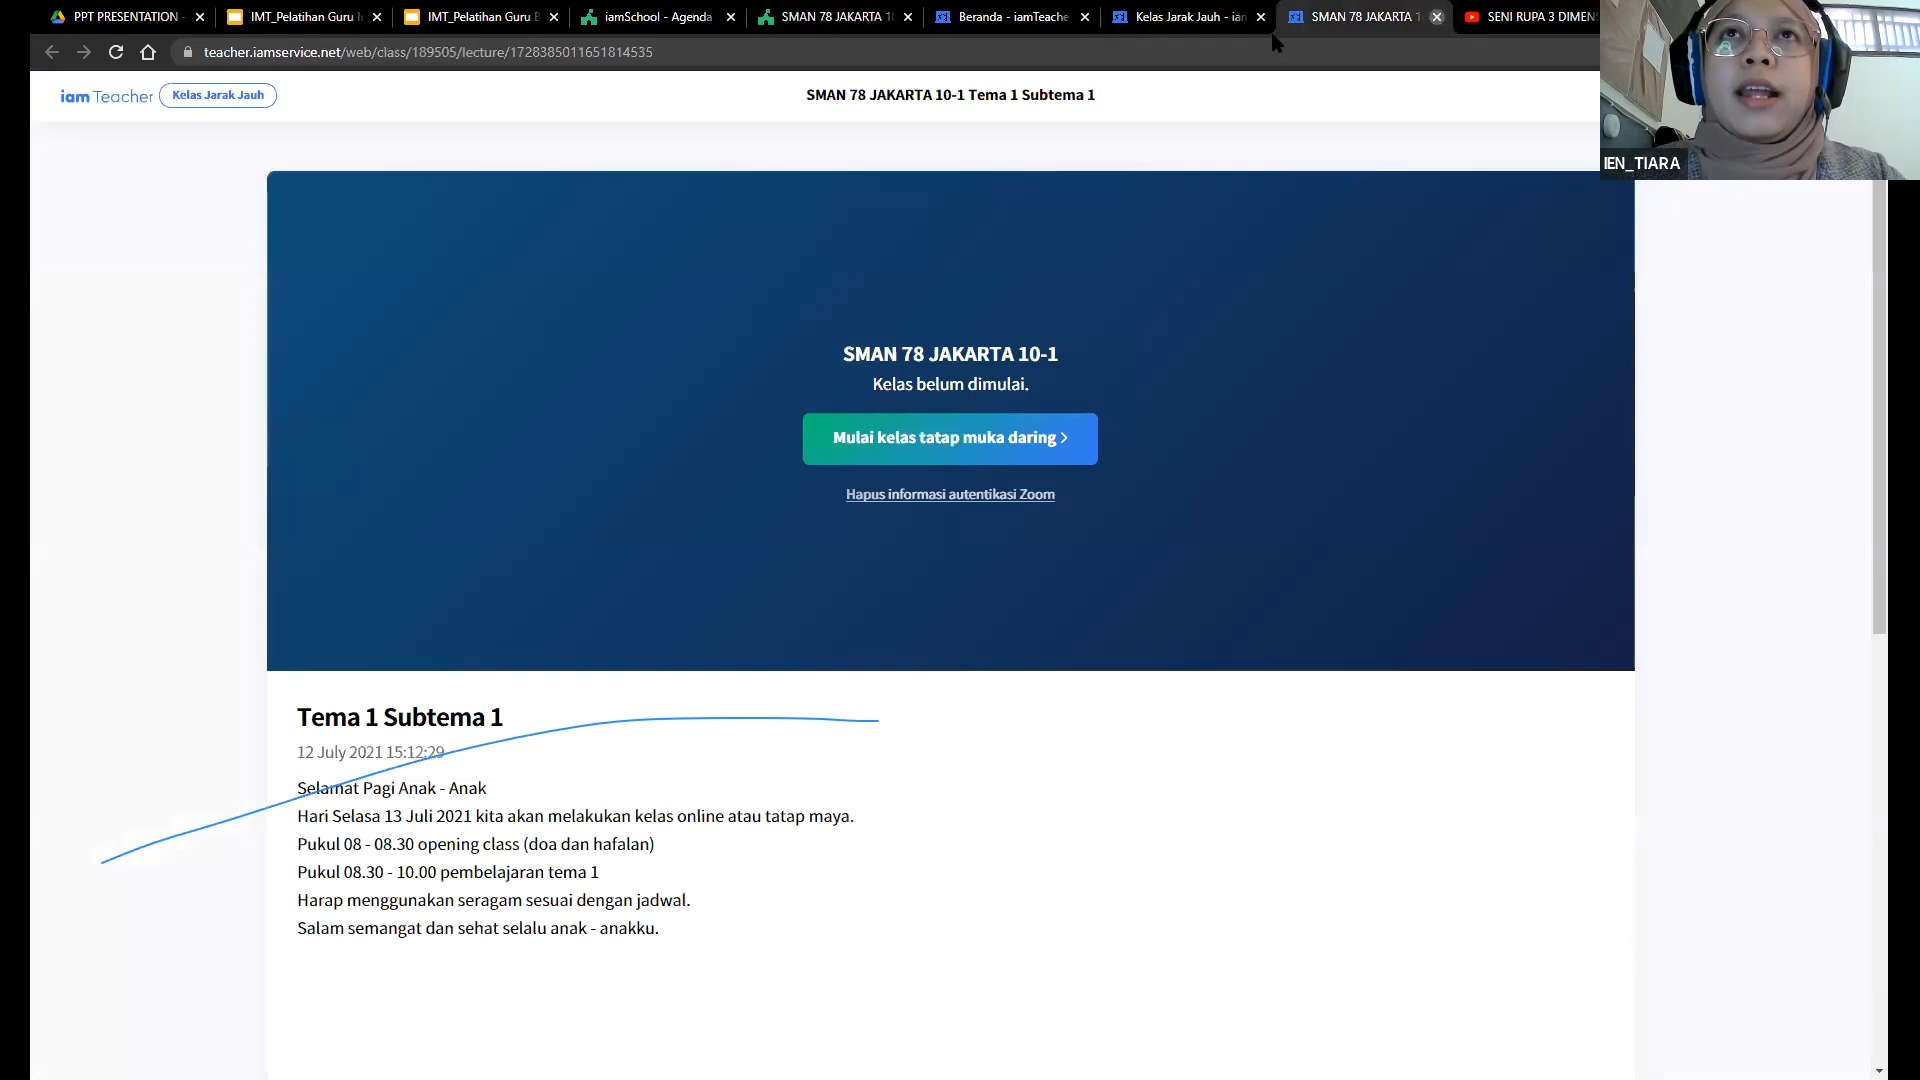 PPT PRESENTATION - IMT_Pelatihan Guru IMT_Pelatihan Guru iamSchool - Agenda SMAN 78 JAKARTA Beranda - iamTeache Kelas Jarak Jauh - ian SMAN 78 JAKARTA 1 SENI RUPA 3 DIMEN
teacher.iamservice.net/web/class/189505/lecture/1728385011651814535
iam Teacher Kelas Jarak Jauh SMAN 78 JAKARTA 10-1 Tema 1 Subtema 1
IEN_TIARA
SMAN 78 JAKARTA 10-1
Kelas belum dimulai.
Mulai kelas tatap muka daring >
Hapus informasi autentikasi Zoom
Tema 1 Subtema 1
12 July 2021 15:12:29
Selamat Pagi Anak - Anak
Hari Selasa 13 Juli 2021 kita akan melakukan kelas online atau tatap maya.
Pukul 08 - 08.30 opening class (doa dan hafalan)
Pukul 08.30 - 10.00 pembelajaran tema 1
Harap menggunakan seragam sesuai dengan jadwal.
Salam semangat dan sehat selalu anak - anakku.